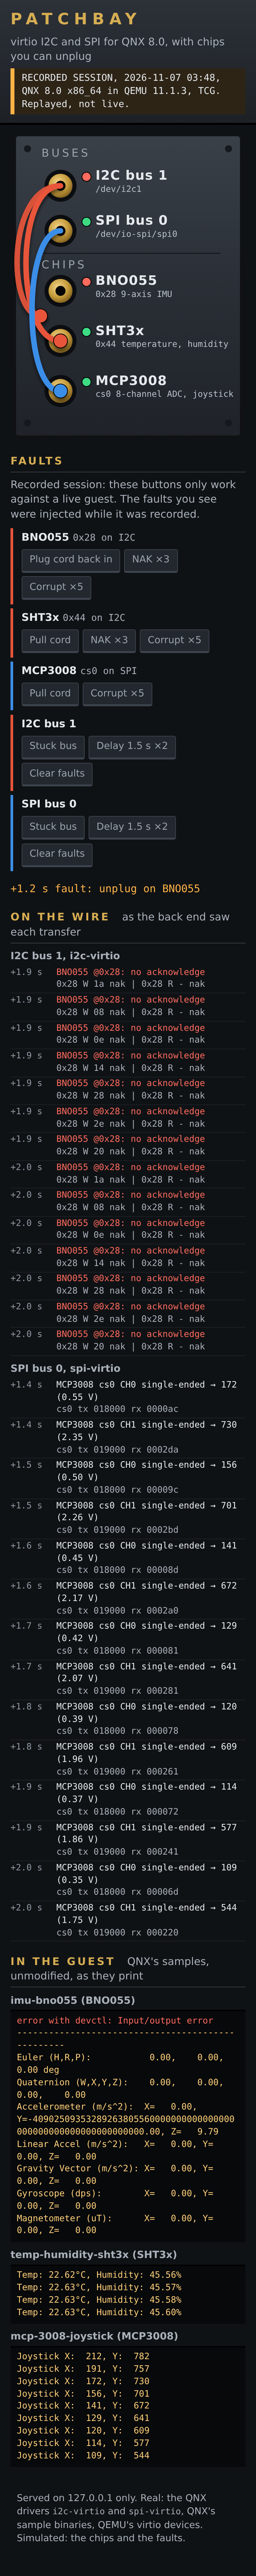 PATCHBAY
virtio I2C and SPI for QNX 8.0, with chips
you can unplug
RECORDED SESSION, 2026-11-07 03:48,
QNX 8.0 x86_64 in QEMU 11.1.3, TCG.
Replayed, not live.
BUSES
I2C bus 1
/dev/i2c1
SPI bus 0
/dev/io-spi/spi0
CHIPS
BNO055
0x28 9-axis IMU
SHT3x
0x44 temperature, humidity
MCP3008
cs0 8-channel ADC, joystick
FAULTS
Recorded session: these buttons only work
against a live guest. The faults you see
were injected while it was recorded.
BNO055 0x28 on I2C
Plug cord back in NAK ×3
Corrupt ×5
SHT3x 0x44 on I2C
Pull cord NAK ×3 Corrupt ×5
MCP3008 cs0 on SPI
Pull cord Corrupt ×5
I2C bus 1
Stuck bus Delay 1.5 s ×2
Clear faults
SPI bus 0
Stuck bus Delay 1.5 s ×2
Clear faults
+1.2 s fault: unplug on BNO055
ON THE WIRE as the back end saw
each transfer
I2C bus 1, i2c-virtio
+1.9 s BNO055 @0x28: no acknowledge
0x28 W 1a nak | 0x28 R - nak
+1.9 s BNO055 @0x28: no acknowledge
0x28 W 08 nak | 0x28 R - nak
+1.9 s BNO055 @0x28: no acknowledge
0x28 W 0e nak | 0x28 R - nak
+1.9 s BNO055 @0x28: no acknowledge
0x28 W 14 nak | 0x28 R - nak
+1.9 s BNO055 @0x28: no acknowledge
0x28 W 28 nak | 0x28 R - nak
+1.9 s BNO055 @0x28: no acknowledge
0x28 W 2e nak | 0x28 R - nak
+1.9 s BNO055 @0x28: no acknowledge
0x28 W 20 nak | 0x28 R - nak
+2.0 s BNO055 @0x28: no acknowledge
0x28 W 1a nak | 0x28 R - nak
+2.0 s BNO055 @0x28: no acknowledge
0x28 W 08 nak | 0x28 R - nak
+2.0 s BNO055 @0x28: no acknowledge
0x28 W 0e nak | 0x28 R - nak
+2.0 s BNO055 @0x28: no acknowledge
0x28 W 14 nak | 0x28 R - nak
+2.0 s BNO055 @0x28: no acknowledge
0x28 W 28 nak | 0x28 R - nak
+2.0 s BNO055 @0x28: no acknowledge
0x28 W 2e nak | 0x28 R - nak
+2.0 s BNO055 @0x28: no acknowledge
0x28 W 20 nak | 0x28 R - nak
SPI bus 0, spi-virtio
+1.4 s MCP3008 cs0 CH0 single-ended → 172
(0.55 V)
cs0 tx 018000 rx 0000ac
+1.4 s MCP3008 cs0 CH1 single-ended → 730
(2.35 V)
cs0 tx 019000 rx 0002da
+1.5 s MCP3008 cs0 CH0 single-ended → 156
(0.50 V)
cs0 tx 018000 rx 00009c
+1.5 s MCP3008 cs0 CH1 single-ended → 701
(2.26 V)
cs0 tx 019000 rx 0002bd
+1.6 s MCP3008 cs0 CH0 single-ended → 141
(0.45 V)
cs0 tx 018000 rx 00008d
+1.6 s MCP3008 cs0 CH1 single-ended → 672
(2.17 V)
cs0 tx 019000 rx 0002a0
+1.7 s MCP3008 cs0 CH0 single-ended → 129
(0.42 V)
cs0 tx 018000 rx 000081
+1.7 s MCP3008 cs0 CH1 single-ended → 641
(2.07 V)
cs0 tx 019000 rx 000281
+1.8 s MCP3008 cs0 CH0 single-ended → 120
(0.39 V)
cs0 tx 018000 rx 000078
+1.8 s MCP3008 cs0 CH1 single-ended → 609
(1.96 V)
cs0 tx 019000 rx 000261
+1.9 s MCP3008 cs0 CH0 single-ended → 114
(0.37 V)
cs0 tx 018000 rx 000072
+1.9 s MCP3008 cs0 CH1 single-ended → 577
(1.86 V)
cs0 tx 019000 rx 000241
+2.0 s MCP3008 cs0 CH0 single-ended → 109
(0.35 V)
cs0 tx 018000 rx 00006d
+2.0 s MCP3008 cs0 CH1 single-ended → 544
(1.75 V)
cs0 tx 019000 rx 000220
IN THE GUEST QNX's samples,
unmodified, as they print
imu-bno055 (BNO055)
error with devctl: Input/output error
-----------------------------------------
---------
Euler (H,R,P): 0.00, 0.00,
0.00 deg
Quaternion (W,X,Y,Z): 0.00, 0.00,
0.00, 0.00
Accelerometer (m/s^2): X= 0.00,
Y=-4090250935328926380556000000000000000
000000000000000000000000.00, Z= 9.79
Linear Accel (m/s^2): X= 0.00, Y=
0.00, Z= 0.00
Gravity Vector (m/s^2): X= 0.00, Y=
0.00, Z= 0.00
Gyroscope (dps): X= 0.00, Y=
0.00, Z= 0.00
Magnetometer (uT): X= 0.00, Y=
0.00, Z= 0.00
temp-humidity-sht3x (SHT3x)
Temp: 22.62°C, Humidity: 45.56%
Temp: 22.63°C, Humidity: 45.57%
Temp: 22.63°C, Humidity: 45.58%
Temp: 22.63°C, Humidity: 45.60%
mcp-3008-joystick (MCP3008)
Joystick X: 212, Y: 782
Joystick X: 191, Y: 757
Joystick X: 172, Y: 730
Joystick X: 156, Y: 701
Joystick X: 141, Y: 672
Joystick X: 129, Y: 641
Joystick X: 120, Y: 609
Joystick X: 114, Y: 577
Joystick X: 109, Y: 544
Served on 127.0.0.1 only. Real: the QNX
drivers i2c-virtio and spi-virtio, QNX's
sample binaries, QEMU's virtio devices.
Simulated: the chips and the faults.